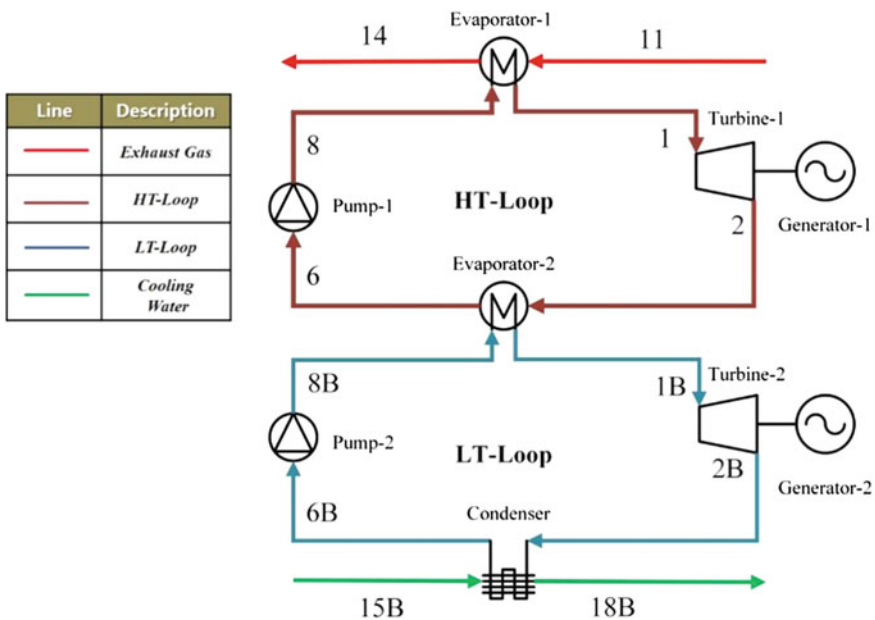 Line Description
Exhaust Gas
HT-Loop
LT-Loop
Cooling
Water
Evaporator-1
14
11
8
1
Turbine-1
Pump-1
HT-Loop
2
Generator-1
6
Evaporator-2
8B
1B
Turbine-2
Pump-2
LT-Loop
2B
Generator-2
6B
Condenser
15B
18B